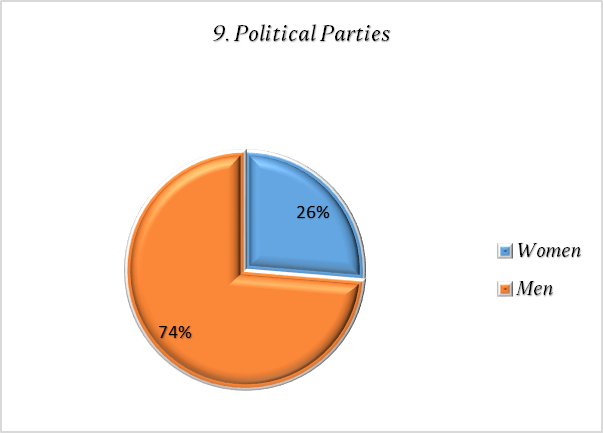 9. Political Parties
26%
74%
Women
Men